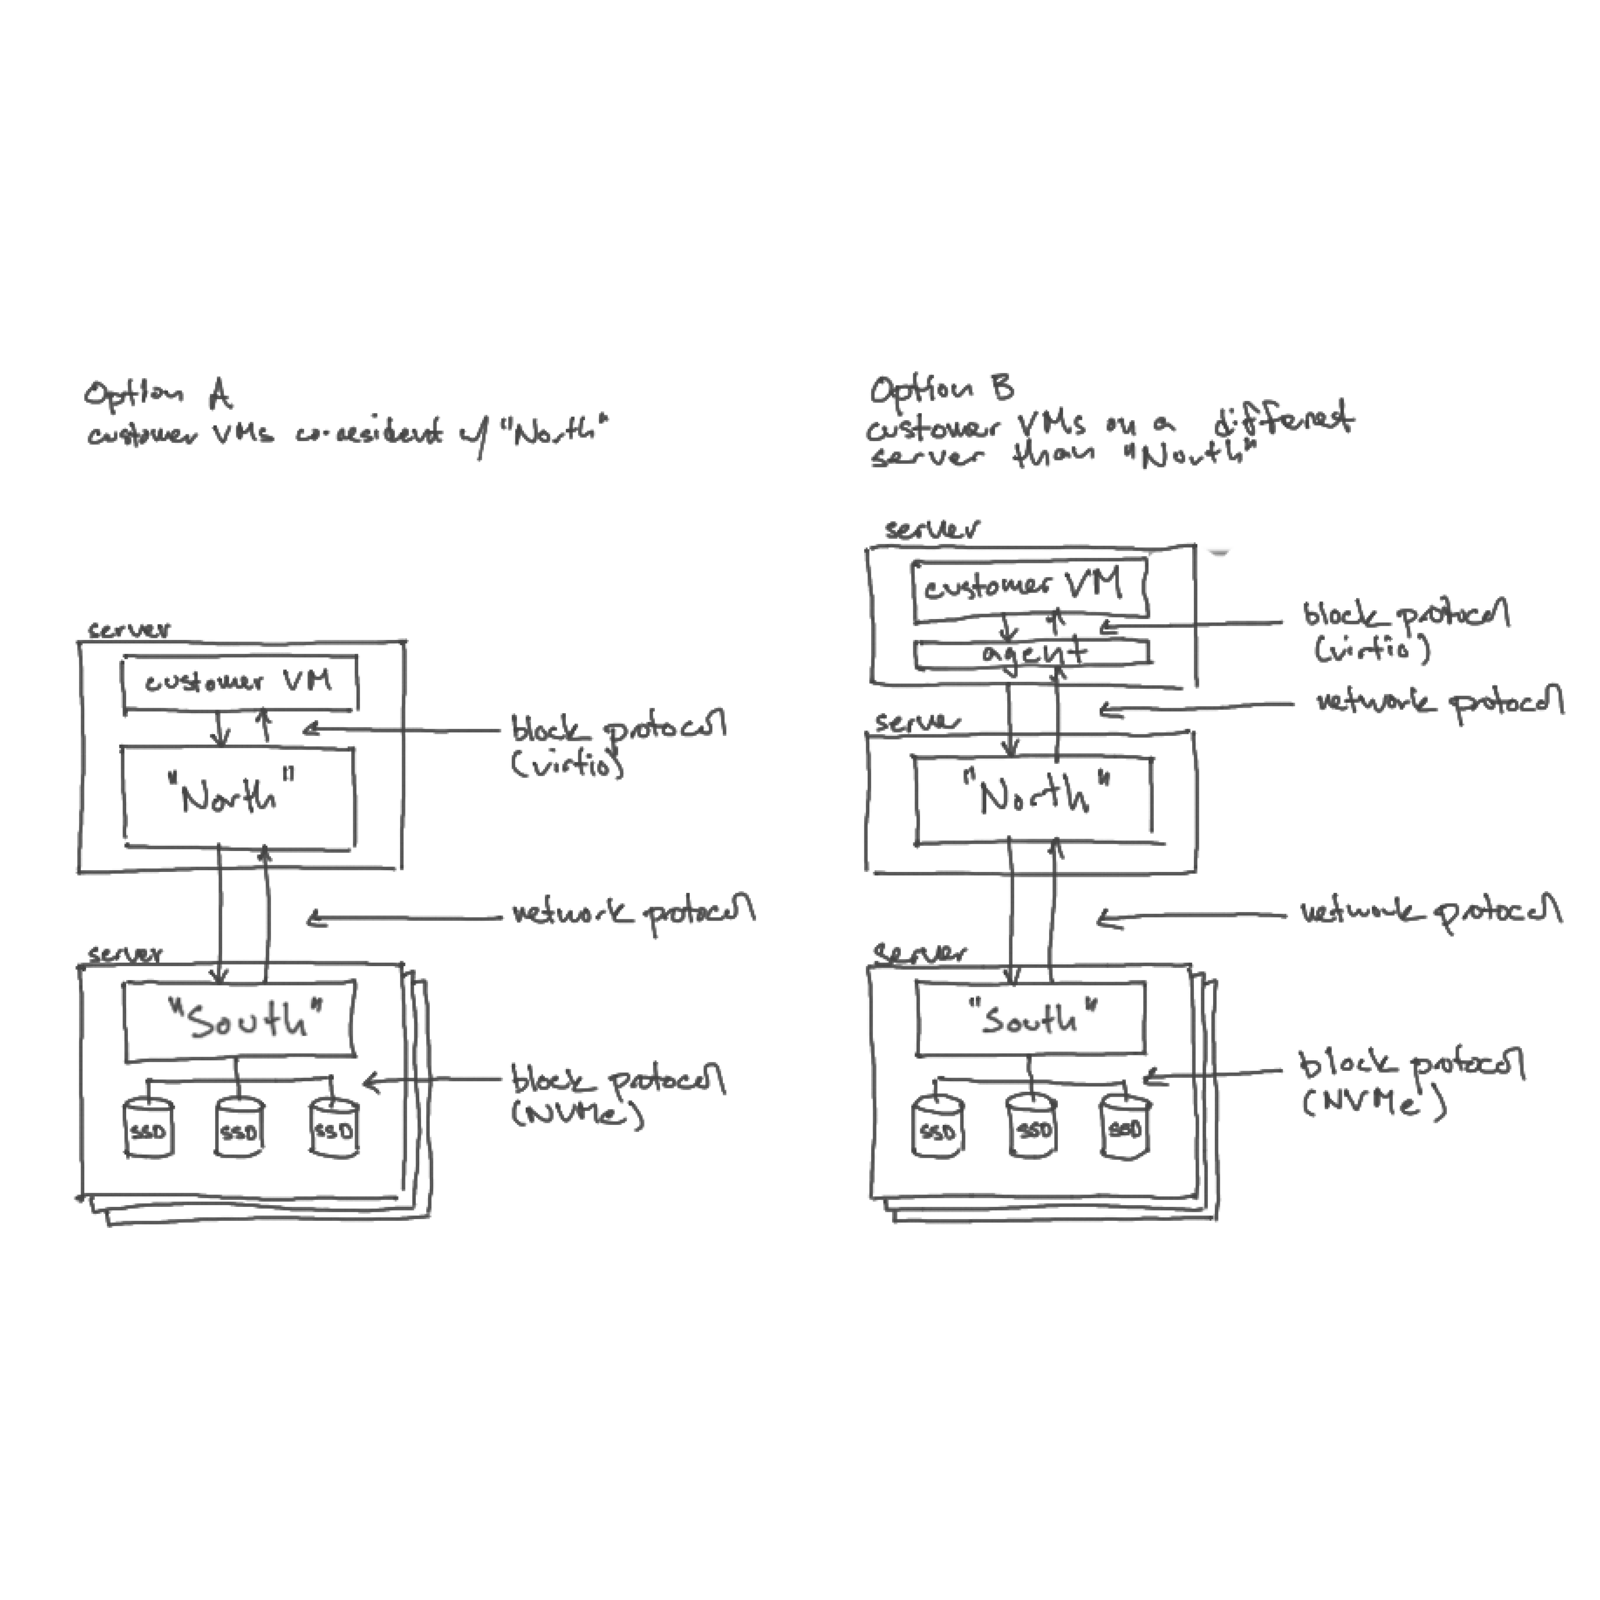 Option A
customer VMs co-resident w/ "North"
server
customer VM
block protocol
(virtio)
"North"
network protocol
server
"South"
block protocol
(NVMe)
SSD SSD SSD
Option B
customer VMs on a different
server than "North"
server
customer VM
block protocol
(virtio)
agent
network protocol
server
"North"
network protocol
server
"South"
block protocol
(NVMe)
SSD SSD SSD